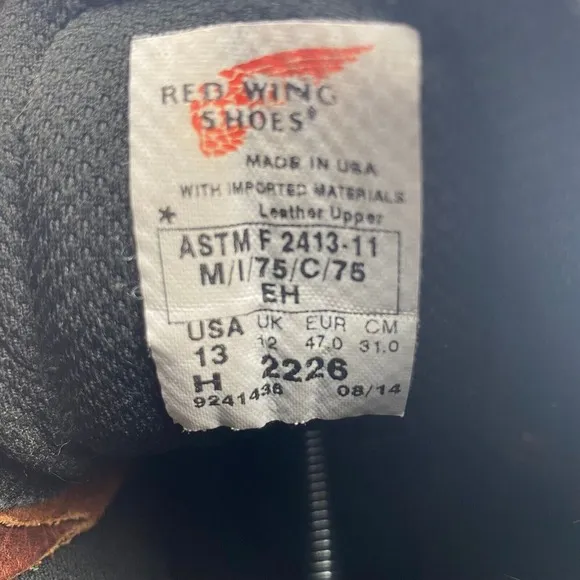 RED WING
SHOES®
MADE IN USA
WITH IMPORTED MATERIALS
* Leather Upper
ASTM F 2413-11
M/I/75/C/75
EH
USA UK EUR CM
13 12 47.0 31.0
H 2226
9241438 08/14